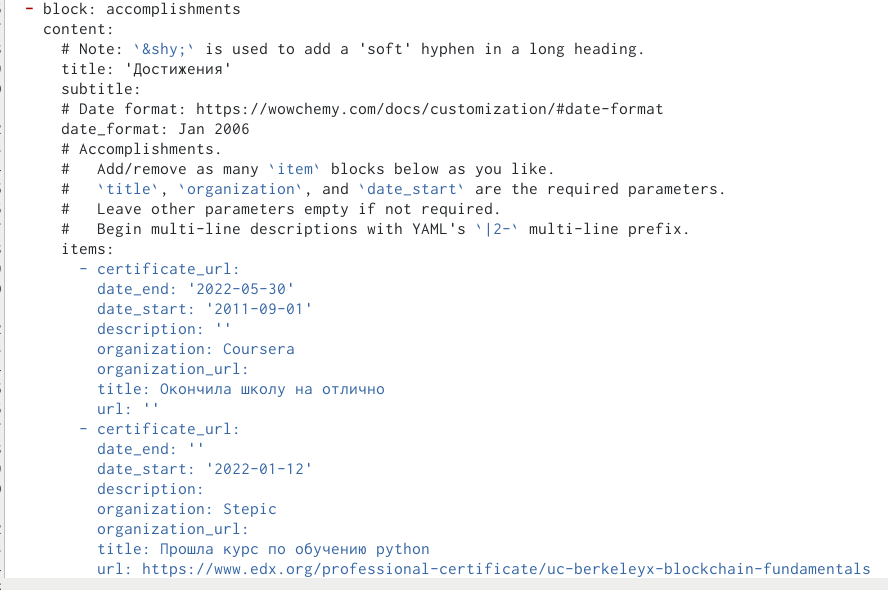 - block: accomplishments
content:
# Note: `&shy;` is used to add a 'soft' hyphen in a long heading.
title: 'Достижения'
subtitle:
# Date format: https://wowchemy.com/docs/customization/#date-format
date_format: Jan 2006
# Accomplishments.
#   Add/remove as many `item` blocks below as you like.
#   `title`, `organization`, and `date_start` are the required parameters.
#   Leave other parameters empty if not required.
#   Begin multi-line descriptions with YAML's `|2-` multi-line prefix.
items:
- certificate_url:
date_end: '2022-05-30'
date_start: '2011-09-01'
description: ''
organization: Coursera
organization_url:
title: Окончила школу на отлично
url: ''
- certificate_url:
date_end: ''
date_start: '2022-01-12'
description:
organization: Stepic
organization_url:
title: Прошла курс по обучению python
url: https://www.edx.org/professional-certificate/uc-berkeleyx-blockchain-fundamentals